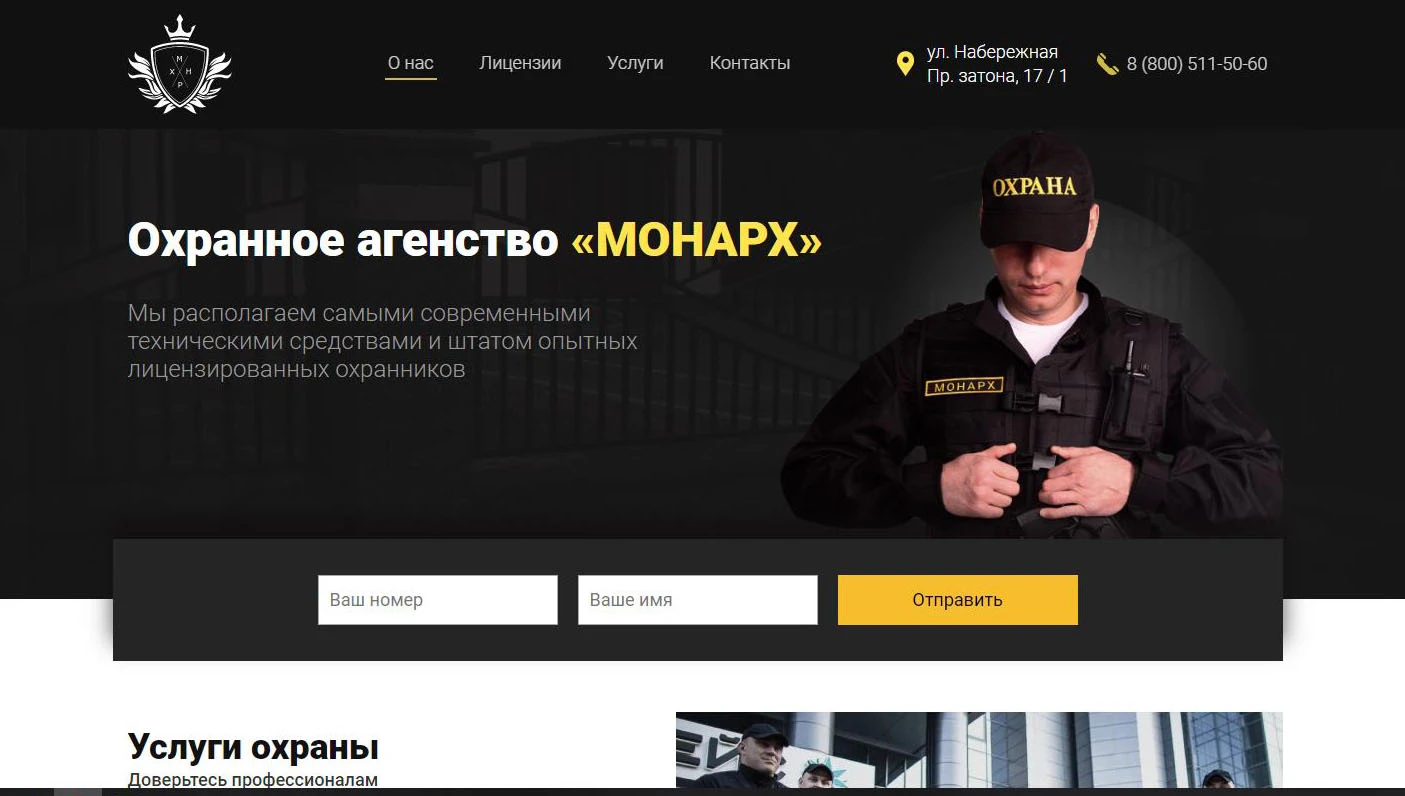 М
Х Н
Р
О нас
Лицензии
Услуги
Контакты
ул. Набережная
Пр. затона, 17 / 1
8 (800) 511-50-60
ОХРАНА
Охранное агенство «МОНАРХ»
Мы располагаем самыми современными
техническими средствами и штатом опытных
лицензированных охранников
МОНАРХ
Ваш номер
Ваше имя
Отправить
Услуги охраны
Доверьтесь профессионалам
ЕЙ